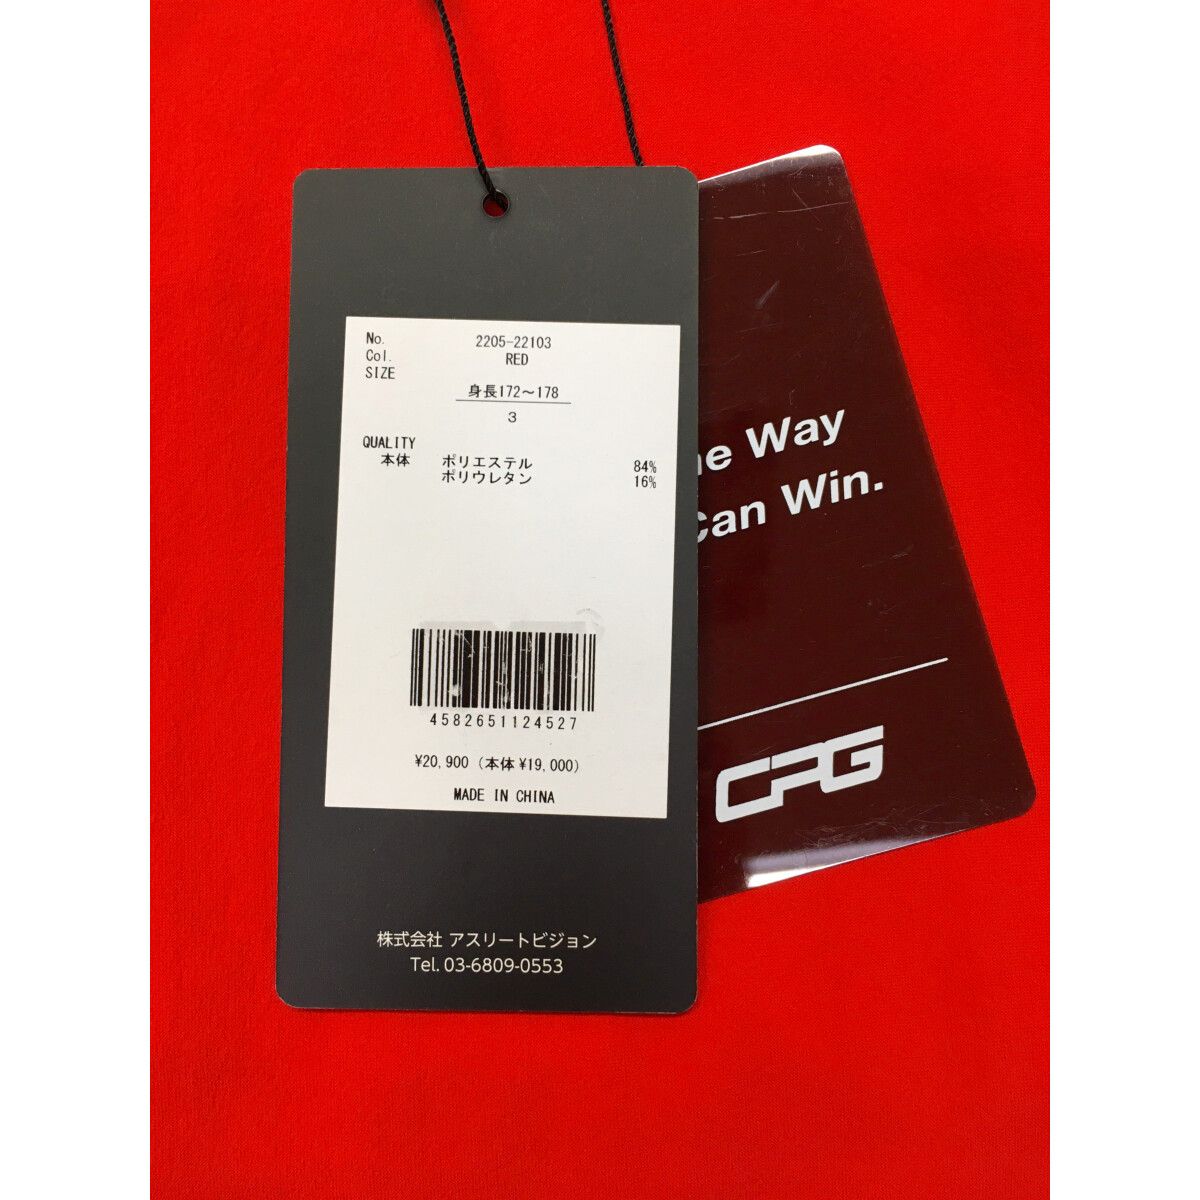 No. 2205-22103
Col. RED
SIZE
身長172～178
3
QUALITY
本体 ポリエステル 84%
ポリウレタン 16%
4582651124527
¥20,900 (本体 ¥19,000)
MADE IN CHINA
株式会社 アスリートビジョン
Tel. 03-6809-0553
Way
Win.
CPG